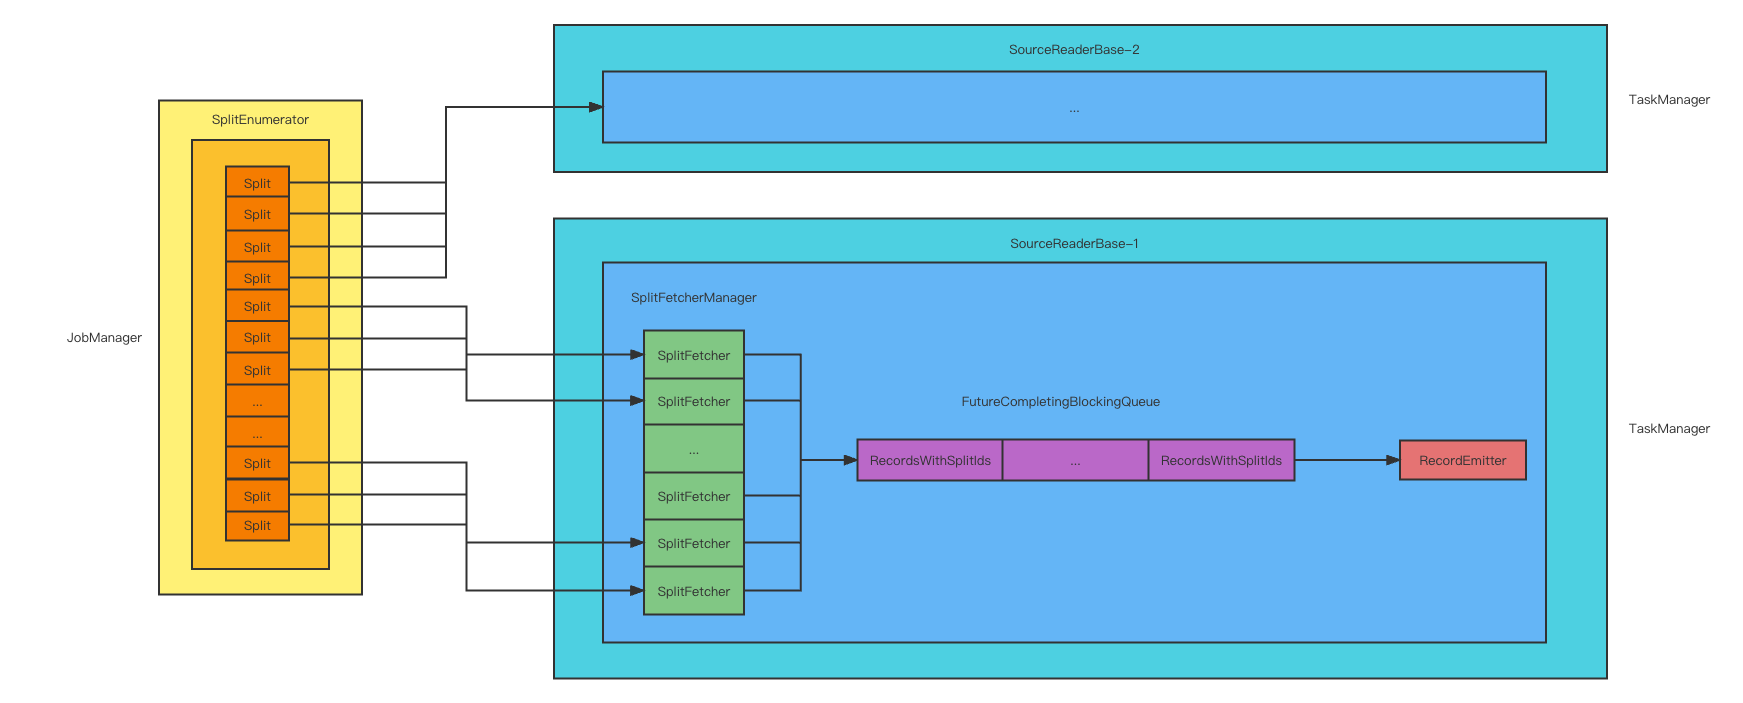 JobManager
SplitEnumerator
Split
Split
Split
Split
Split
Split
Split
...
...
Split
Split
Split
SourceReaderBase-2
...
TaskManager
SourceReaderBase-1
SplitFetcherManager
SplitFetcher
SplitFetcher
...
SplitFetcher
SplitFetcher
SplitFetcher
FutureCompletingBlockingQueue
RecordsWithSplitIds
...
RecordsWithSplitIds
RecordEmitter
TaskManager